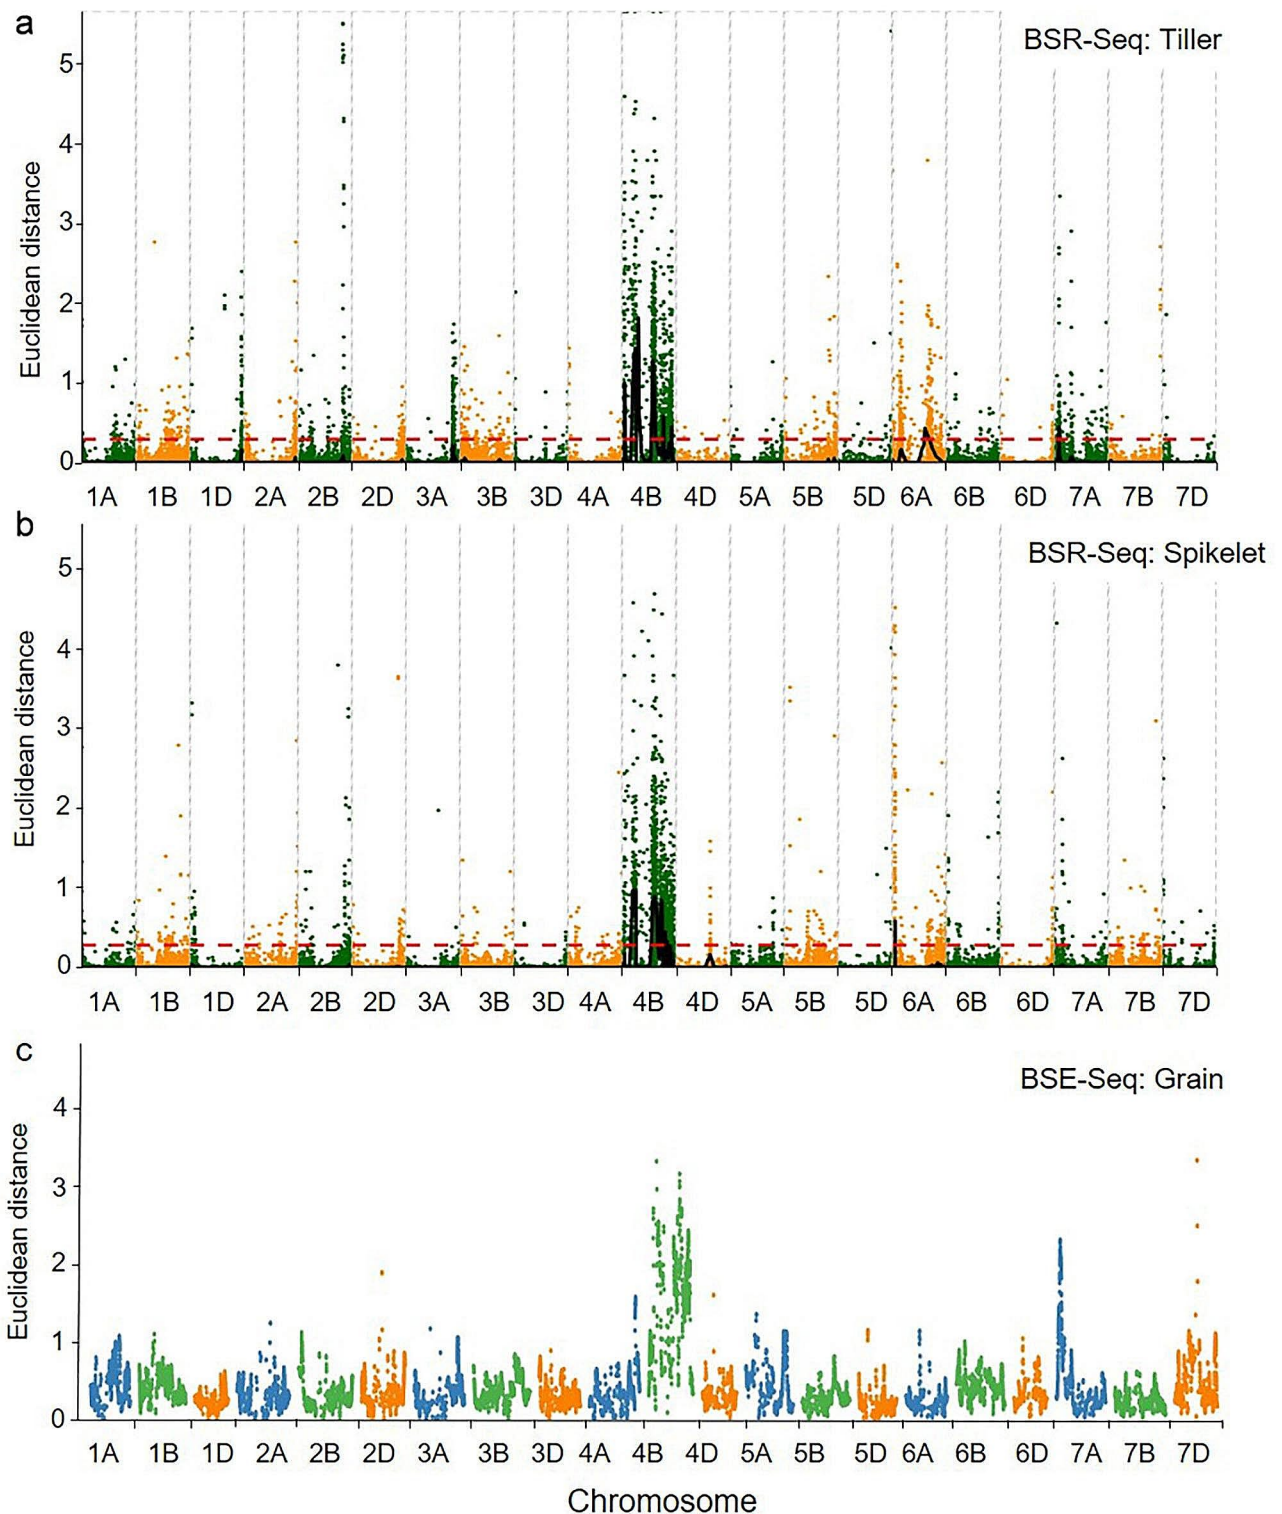 a
BSR-Seq: Tiller
Euclidean distance
5
4
3
2
1
0
1A 1B 1D 2A 2B 2D 3A 3B 3D 4A 4B 4D 5A 5B 5D 6A 6B 6D 7A 7B 7D
b
BSR-Seq: Spikelet
Euclidean distance
5
4
3
2
1
0
1A 1B 1D 2A 2B 2D 3A 3B 3D 4A 4B 4D 5A 5B 5D 6A 6B 6D 7A 7B 7D
c
BSE-Seq: Grain
Euclidean distance
4
3
2
1
0
1A 1B 1D 2A 2B 2D 3A 3B 3D 4A 4B 4D 5A 5B 5D 6A 6B 6D 7A 7B 7D
Chromosome